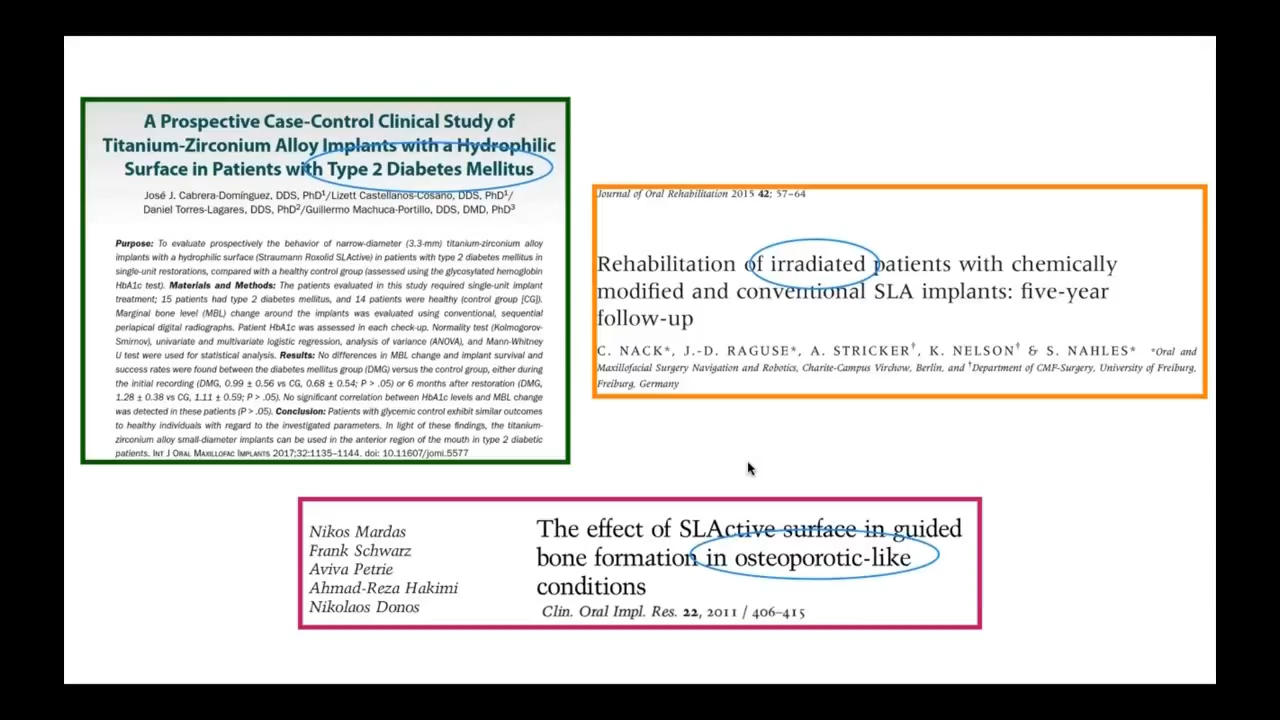 A Prospective Case-Control Clinical Study of
Titanium-Zirconium Alloy Implants with a Hydrophilic
Surface in Patients with Type 2 Diabetes Mellitus
José J. Cabrera-Domínguez, DDS, PhD1/Lizett Castellanos-Cosano, DDS, PhD1/
Daniel Torres-Lagares, DDS, PhD2/Guillermo Machuca-Portillo, DDS, DMD, PhD3
Purpose: To evaluate prospectively the behavior of narrow-diameter (3.3-mm) titanium-zirconium alloy
implants with a hydrophilic surface (Straumann Roxolid SLActive) in patients with type 2 diabetes mellitus in
single-unit restorations, compared with a healthy control group (assessed using the glycosylated hemoglobin
HbA1c test). Materials and Methods: The patients evaluated in this study required single-unit implant
treatment; 15 patients had type 2 diabetes mellitus, and 14 patients were healthy (control group [CG]).
Marginal bone level (MBL) change around the implants was evaluated using conventional, sequential
periapical digital radiographs. Patient HbA1c was assessed in each check-up. Normality test (Kolmogorov-
Smirnov), univariate and multivariate logistic regression, analysis of variance (ANOVA), and Mann-Whitney
U test were used for statistical analysis. Results: No differences in MBL change and implant survival and
success rates were found between the diabetes mellitus group (DMG) versus the control group, either during
the initial recording (DMG, 0.99 ± 0.56 vs CG, 0.68 ± 0.54; P > .05) or 6 months after restoration (DMG,
1.28 ± 0.38 vs CG, 1.11 ± 0.59; P > .05). No significant correlation between HbA1c levels and MBL change
was detected in these patients (P > .05). Conclusion: Patients with glycemic control exhibit similar outcomes
to healthy individuals with regard to the investigated parameters. In light of these findings, the titanium-
zirconium alloy small-diameter implants can be used in the anterior region of the mouth in type 2 diabetic
patients. INT J ORAL MAXILLOFAC IMPLANTS 2017;32:1135–1144. doi: 10.11607/jomi.5577
Journal of Oral Rehabilitation 2015 42; 57–64
Rehabilitation of irradiated patients with chemically
modified and conventional SLA implants: five-year
follow-up
C. NACK*, J.-D. RAGUSE*, A. STRICKER†, K. NELSON† & S. NAHLES* *Oral and
Maxillofacial Surgery Navigation and Robotics, Charite-Campus Virchow, Berlin, and †Department of CMF-Surgery, University of Freiburg,
Freiburg, Germany
Nikos Mardas
Frank Schwarz
Aviva Petrie
Ahmad-Reza Hakimi
Nikolaos Donos
The effect of SLActive surface in guided
bone formation in osteoporotic-like
conditions
Clin. Oral Impl. Res. 22, 2011 / 406–415